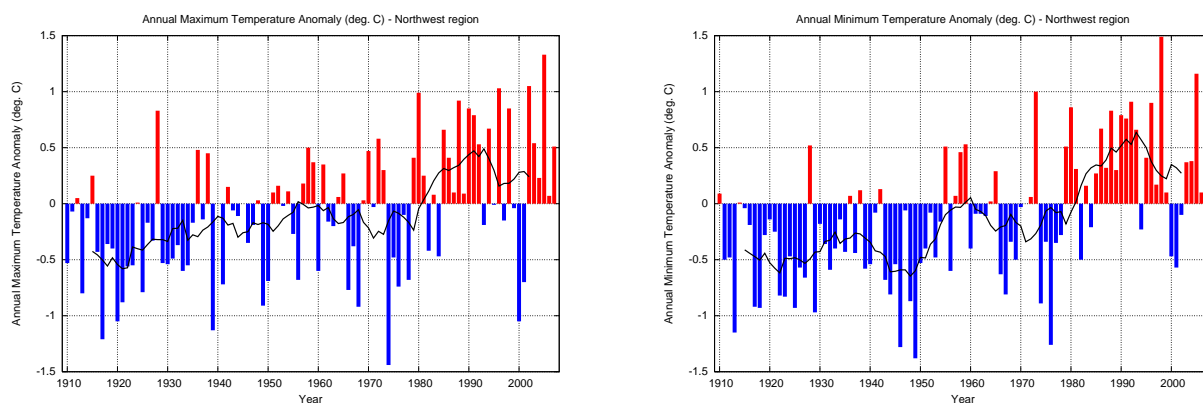 Annual Maximum Temperature Anomaly (deg. C) - Northwest region
Annual Maximum Temperature Anomaly (deg. C)
1.5
1
0.5
0
-0.5
-1
-1.5
1910 1920 1930 1940 1950 1960 1970 1980 1990 2000
Year
Annual Minimum Temperature Anomaly (deg. C) - Northwest region
Annual Minimum Temperature Anomaly (deg. C)
1.5
1
0.5
0
-0.5
-1
-1.5
1910 1920 1930 1940 1950 1960 1970 1980 1990 2000
Year